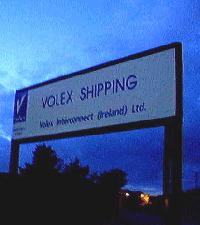 VOLEX SHIPPING
Volex Interconnect (Ireland) Ltd.